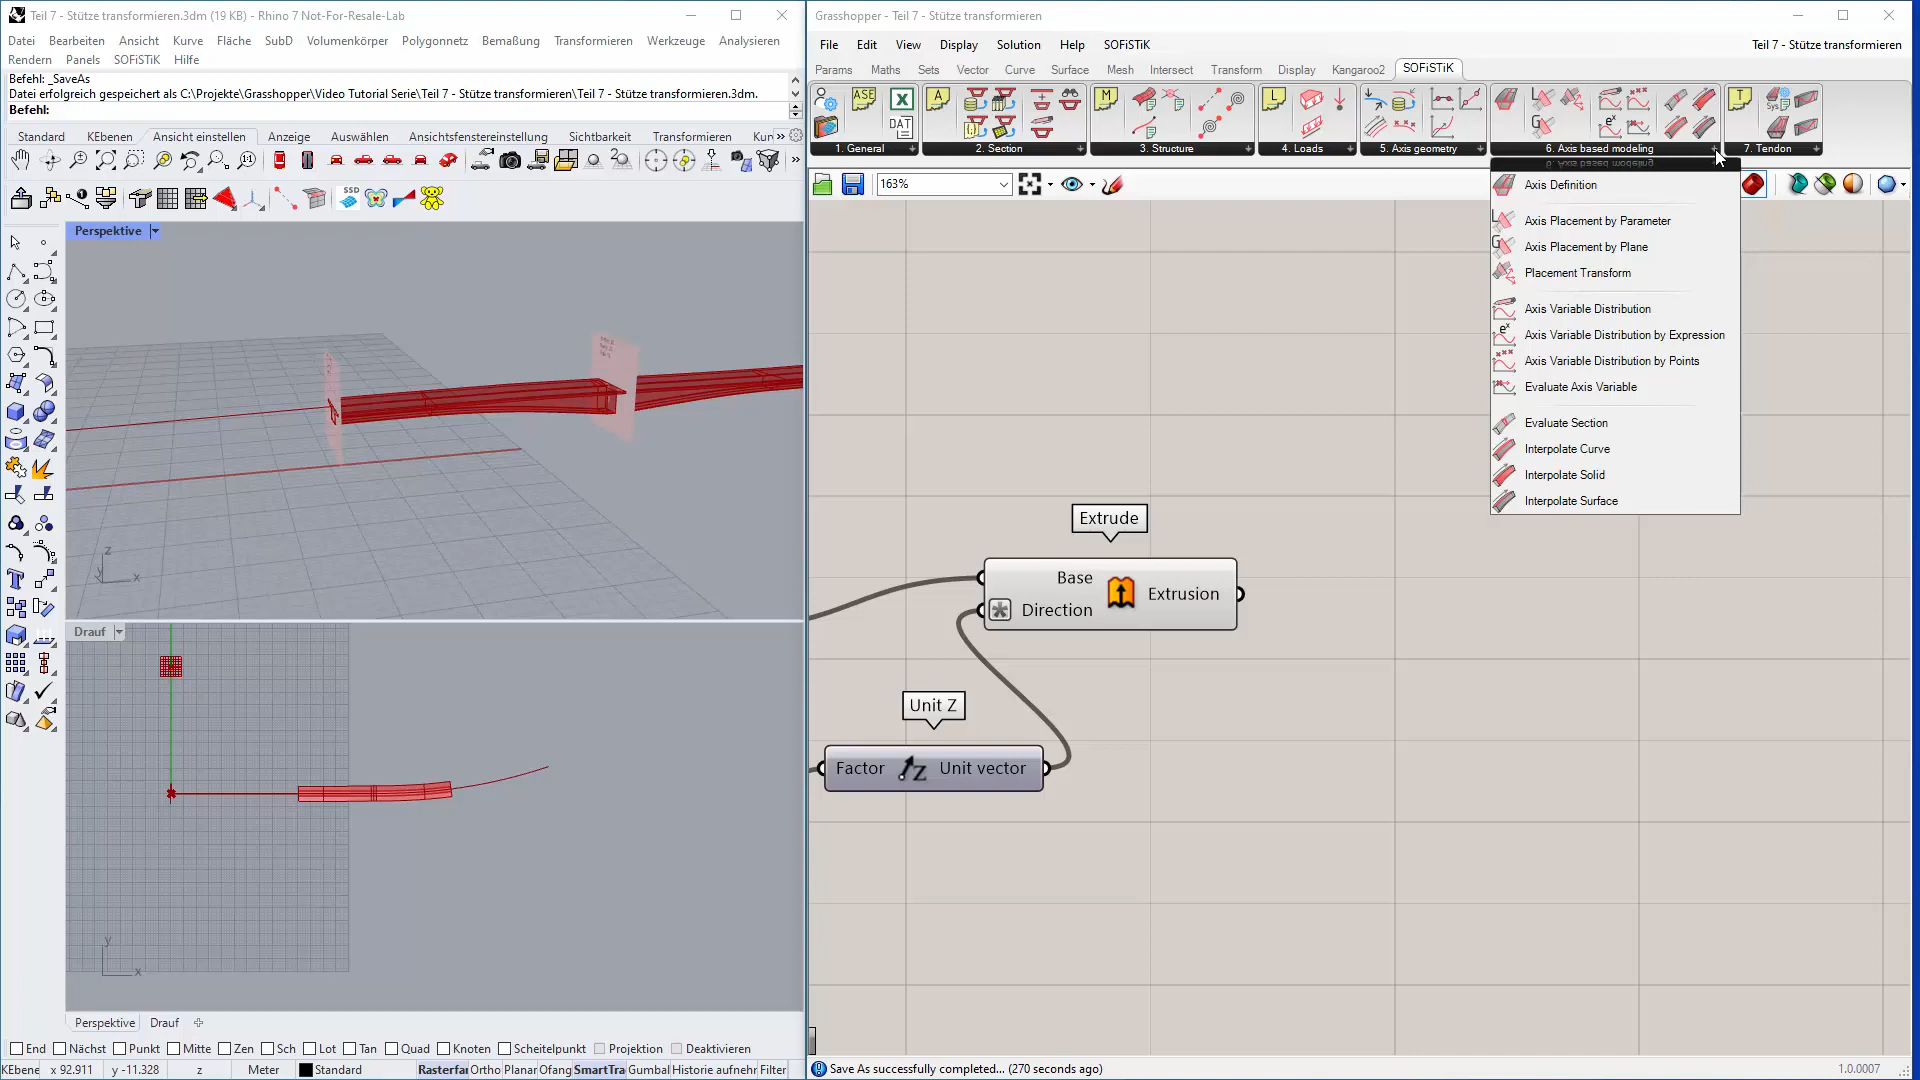 Teil 7 - Stütze transformieren.3dm (19 KB) - Rhino 7 Not-For-Resale-Lab
Datei Bearbeiten Ansicht Kurve Fläche SubD Volumenkörper Polygonnetz Bemaßung Transformieren Werkzeuge Analysieren
Rendern Panels SOFiSTiK Hilfe
Befehl: _SaveAs
Datei erfolgreich gespeichert als C:\Projekte\Grasshopper\Video Tutorial Serie\Teil 7 - Stütze transformieren\Teil 7 - Stütze transformieren.3dm.
Befehl:
Standard KEbenen Ansicht einstellen Anzeige Auswählen Ansichtsfenstereinstellung Sichtbarkeit Transformieren Kun
SSD
Perspektive
z
y
x
Drauf
y
x
Perspektive Drauf
End Nächst Punkt Mitte Zen Sch Lot Tan Quad Knoten Scheitelpunkt Projektion Deaktivieren
KEbene x 92.911 y -11.328 z Meter Standard Rasterfar Ortho Planar Ofang SmartTra Gumbal Historie aufnehr Filter
Grasshopper - Teil 7 - Stütze transformieren
File Edit View Display Solution Help SOFiSTiK Teil 7 - Stütze transformieren
Params Maths Sets Vector Curve Surface Mesh Intersect Transform Display Kangaroo2 SOFiSTiK
ASE DAT A M L T
1. General 2. Section 3. Structure 4. Loads 5. Axis geometry 6. Axis based modeling 7. Tendon
163%
Axis Definition
Axis Placement by Parameter
Axis Placement by Plane
Placement Transform
Axis Variable Distribution
Axis Variable Distribution by Expression
Axis Variable Distribution by Points
Evaluate Axis Variable
Evaluate Section
Interpolate Curve
Interpolate Solid
Interpolate Surface
Extrude
Base
Direction
Extrusion
Unit Z
Factor Z Unit vector
Save As successfully completed... (270 seconds ago)
1.0.0007